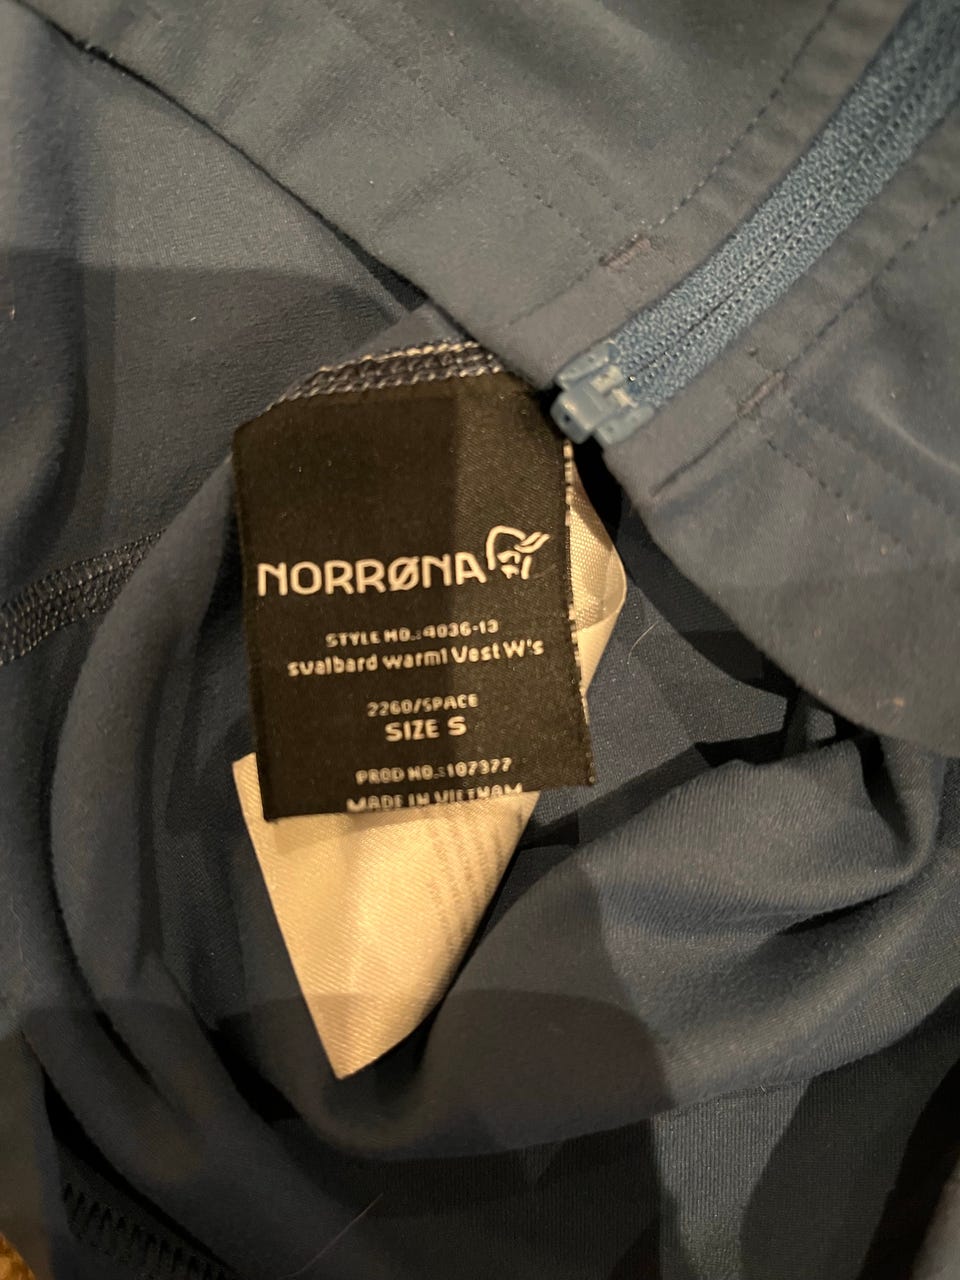 NORRØNA
STYLE NO.:4036-13
svalbard warm1 Vest W's
2260/SPACE
SIZE S
PROD NO.:107377
MADE IN VIETNAM